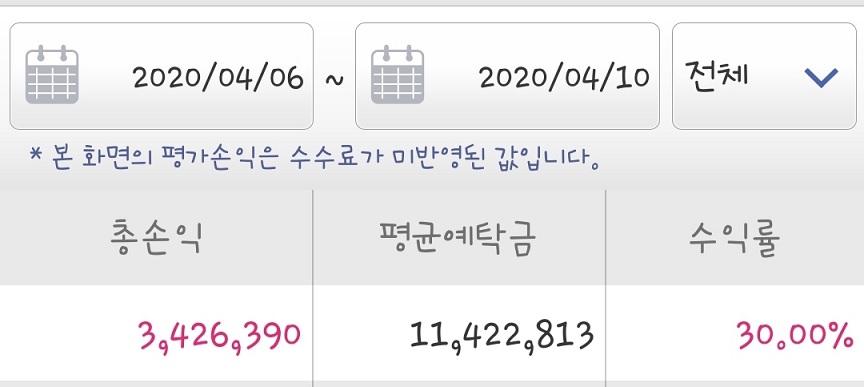 2020/04/06 ~ 2020/04/10 전체
* 본 화면의 평가손익은 수수료가 미반영된 값입니다.
총손익 평균예탁금 수익률
3,426,390 11,422,813 30.00%